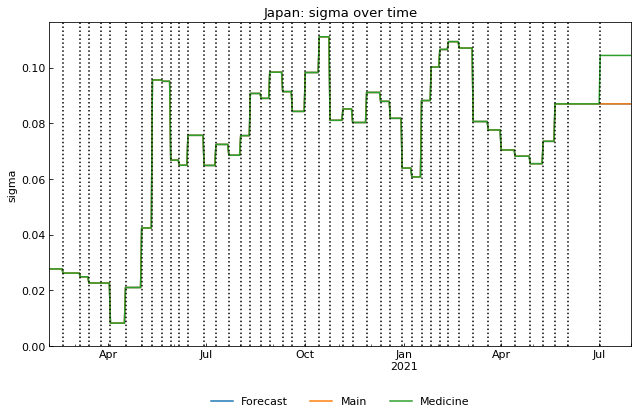 Japan: sigma over time
0.10
0.08
0.06
0.04
0.02
0.00
sigma
Apr Jul Oct Jan Apr Jul
2021
Forecast Main Medicine